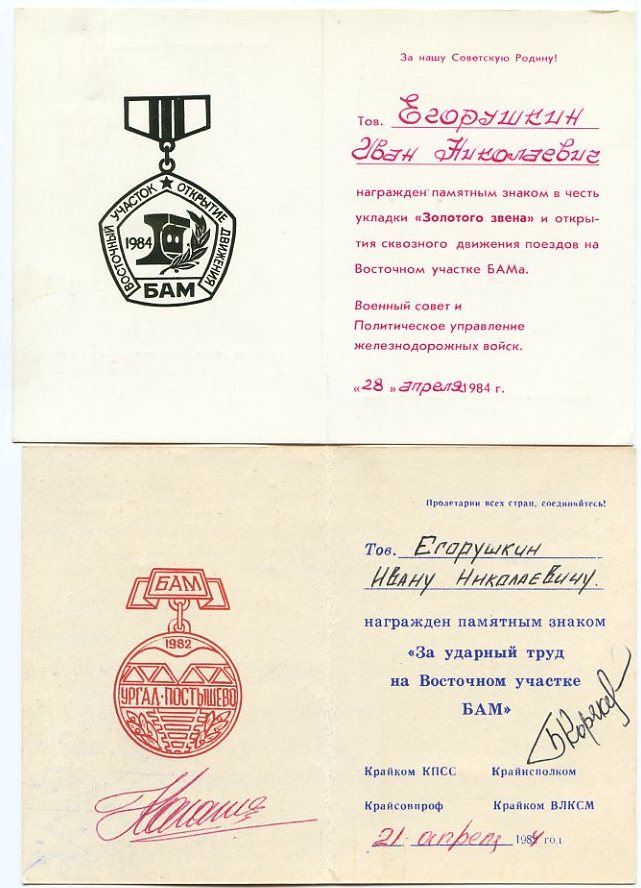 За нашу Советскую Родину!
Тов. Егорушкин
Иван Николаевич
награжден памятным знаком в честь
укладки «Золотого звена» и откры-
тия сквозного движения поездов на
Восточном участке БАМа.
Военный совет и
Политическое управление
железнодорожных войск.
«28» апреля 1984 г.
ВОСТОЧНЫЙ УЧАСТОК ★ ОТКРЫТИЕ ДВИЖЕНИЯ
1984
БАМ
Пролетарии всех стран, соединяйтесь!
Тов. Егорушкин
Ивану Николаевичу.
награжден памятным знаком
«За ударный труд
на Восточном участке
БАМ»
Крайком КПСС Крайисполком
Крайсовпроф Крайком ВЛКСМ
21 апреля 1984 год
БАМ
1982
УРГАЛ·ПОСТЫШЕВО